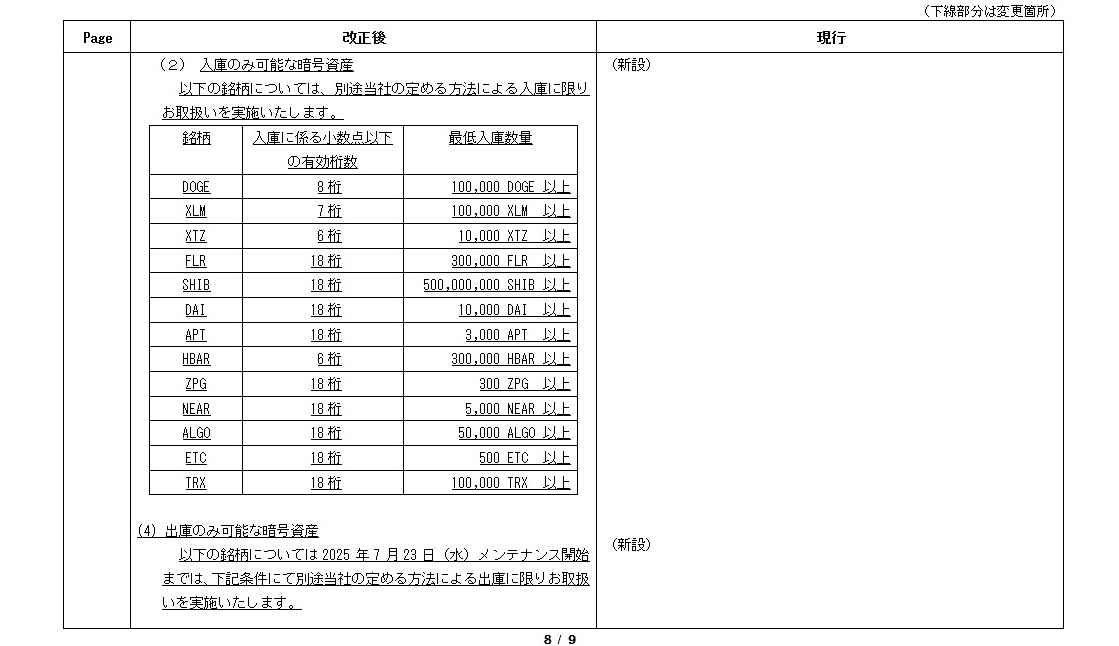 （下線部分は変更箇所）
Page 改正後 現行
（２） 入庫のみ可能な暗号資産 （新設）
以下の銘柄については、別途当社の定める方法による入庫に限り
お取扱いを実施いたします。
銘柄 入庫に係る小数点以下 最低入庫数量
の有効桁数
DOGE 8桁 100,000 DOGE 以上
XLM 7桁 100,000 XLM 以上
XTZ 6桁 10,000 XTZ 以上
FLR 18桁 300,000 FLR 以上
SHIB 18桁 500,000,000 SHIB 以上
DAI 18桁 10,000 DAI 以上
APT 18桁 3,000 APT 以上
HBAR 6桁 300,000 HBAR 以上
ZPG 18桁 300 ZPG 以上
NEAR 18桁 5,000 NEAR 以上
ALGO 18桁 50,000 ALGO 以上
ETC 18桁 500 ETC 以上
TRX 18桁 100,000 TRX 以上
(4) 出庫のみ可能な暗号資産
（新設）
以下の銘柄については 2025 年 7 月 23 日（水）メンテナンス開始
までは、下記条件にて別途当社の定める方法による出庫に限りお取扱
いを実施いたします。
8 / 9